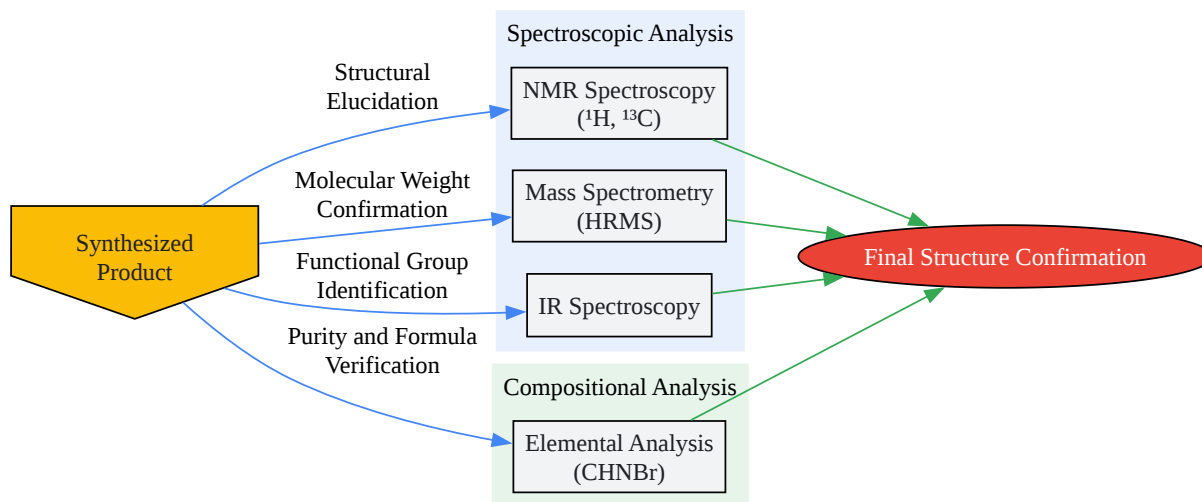 Spectroscopic Analysis
Structural
Elucidation
NMR Spectroscopy
(¹H, ¹³C)
Molecular Weight
Confirmation
Mass Spectrometry
(HRMS)
Synthesized
Product
Final Structure Confirmation
Functional Group
Identification
IR Spectroscopy
Purity and Formula
Verification
Compositional Analysis
Elemental Analysis
(CHNBr)